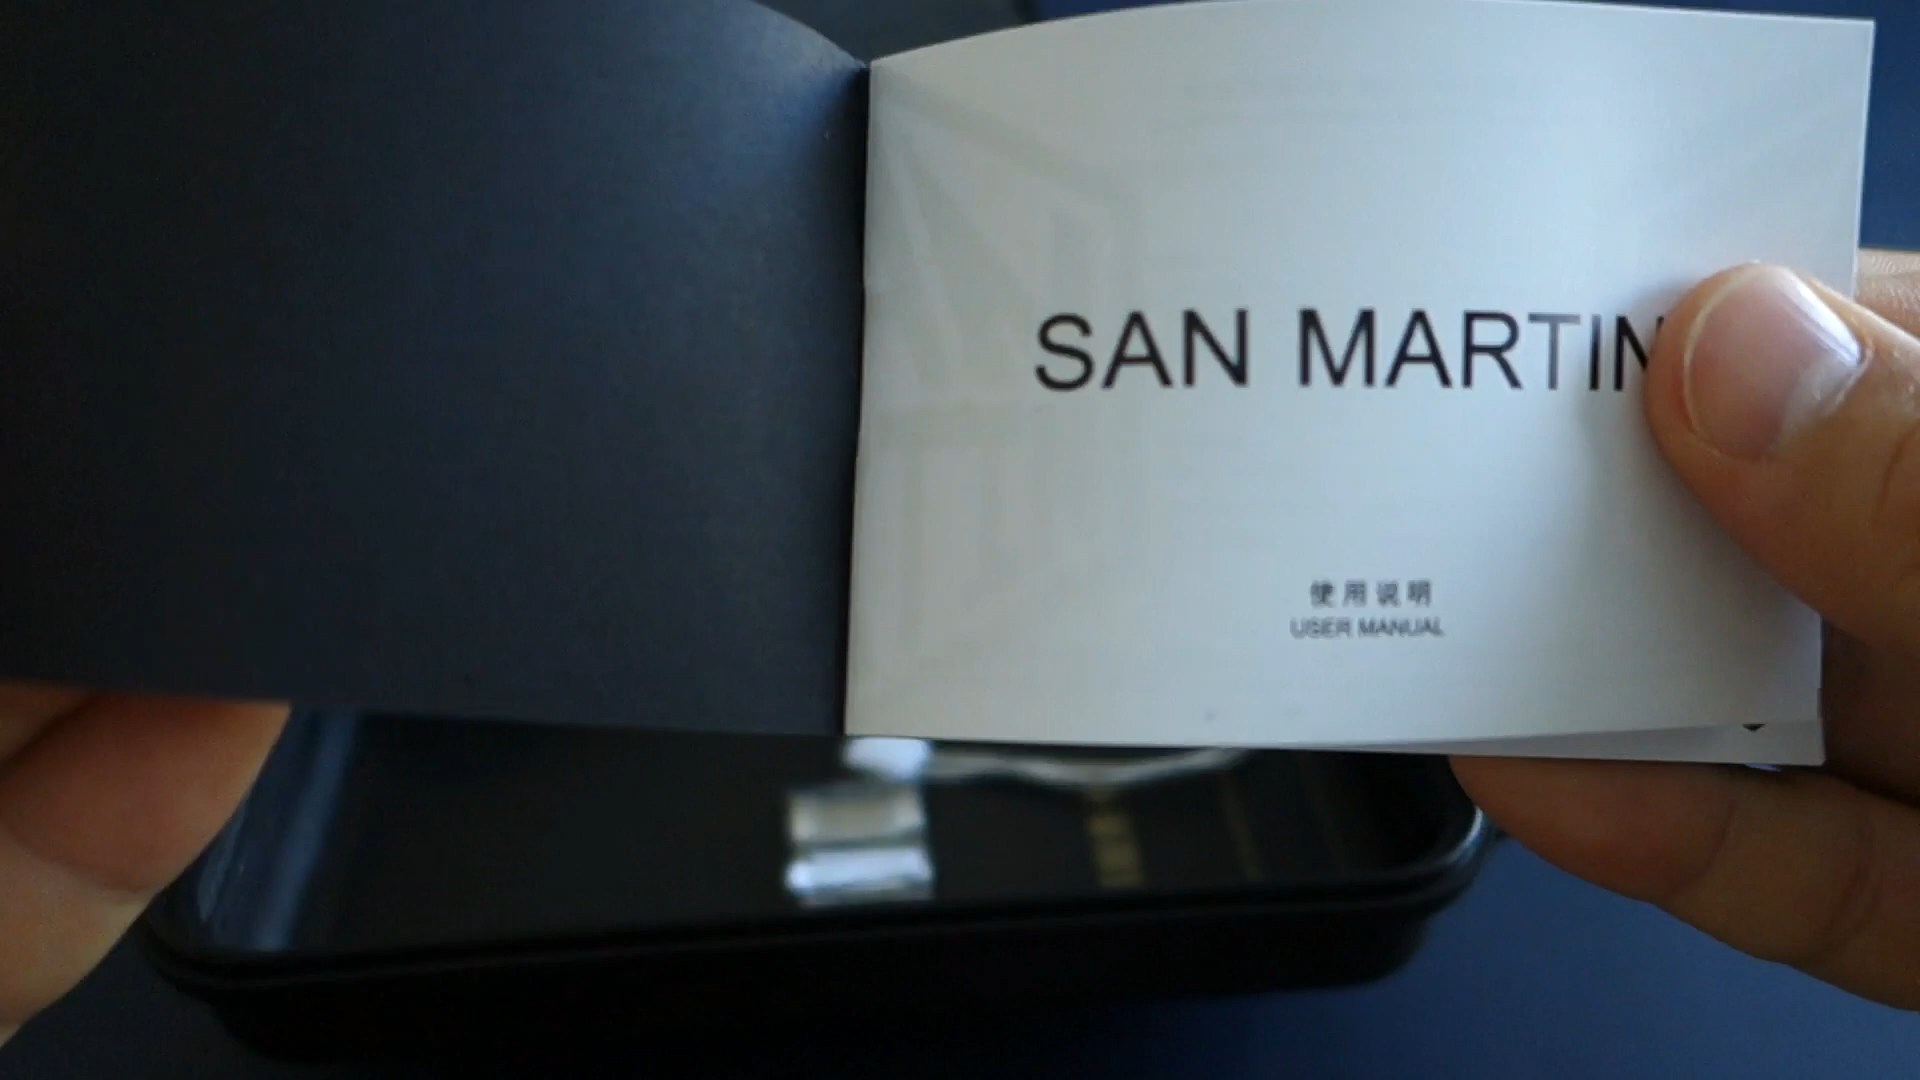 SAN MARTIN
使用说明
USER MANUAL